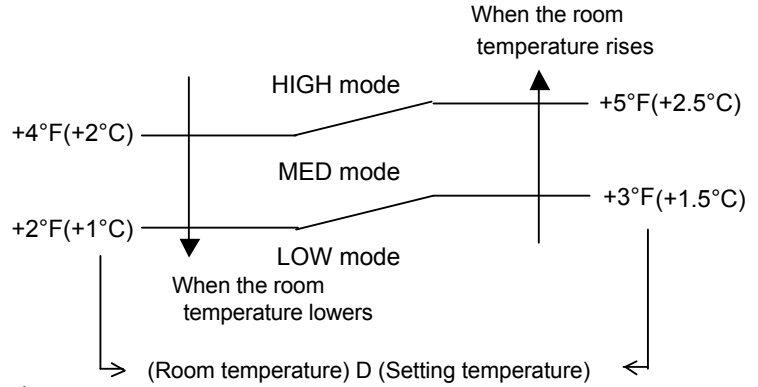 When the room
temperature rises
HIGH mode
+5°F(+2.5°C)
+4°F(+2°C)
MED mode
+3°F(+1.5°C)
+2°F(+1°C)
LOW mode
When the room
temperature lowers
(Room temperature) D (Setting temperature)